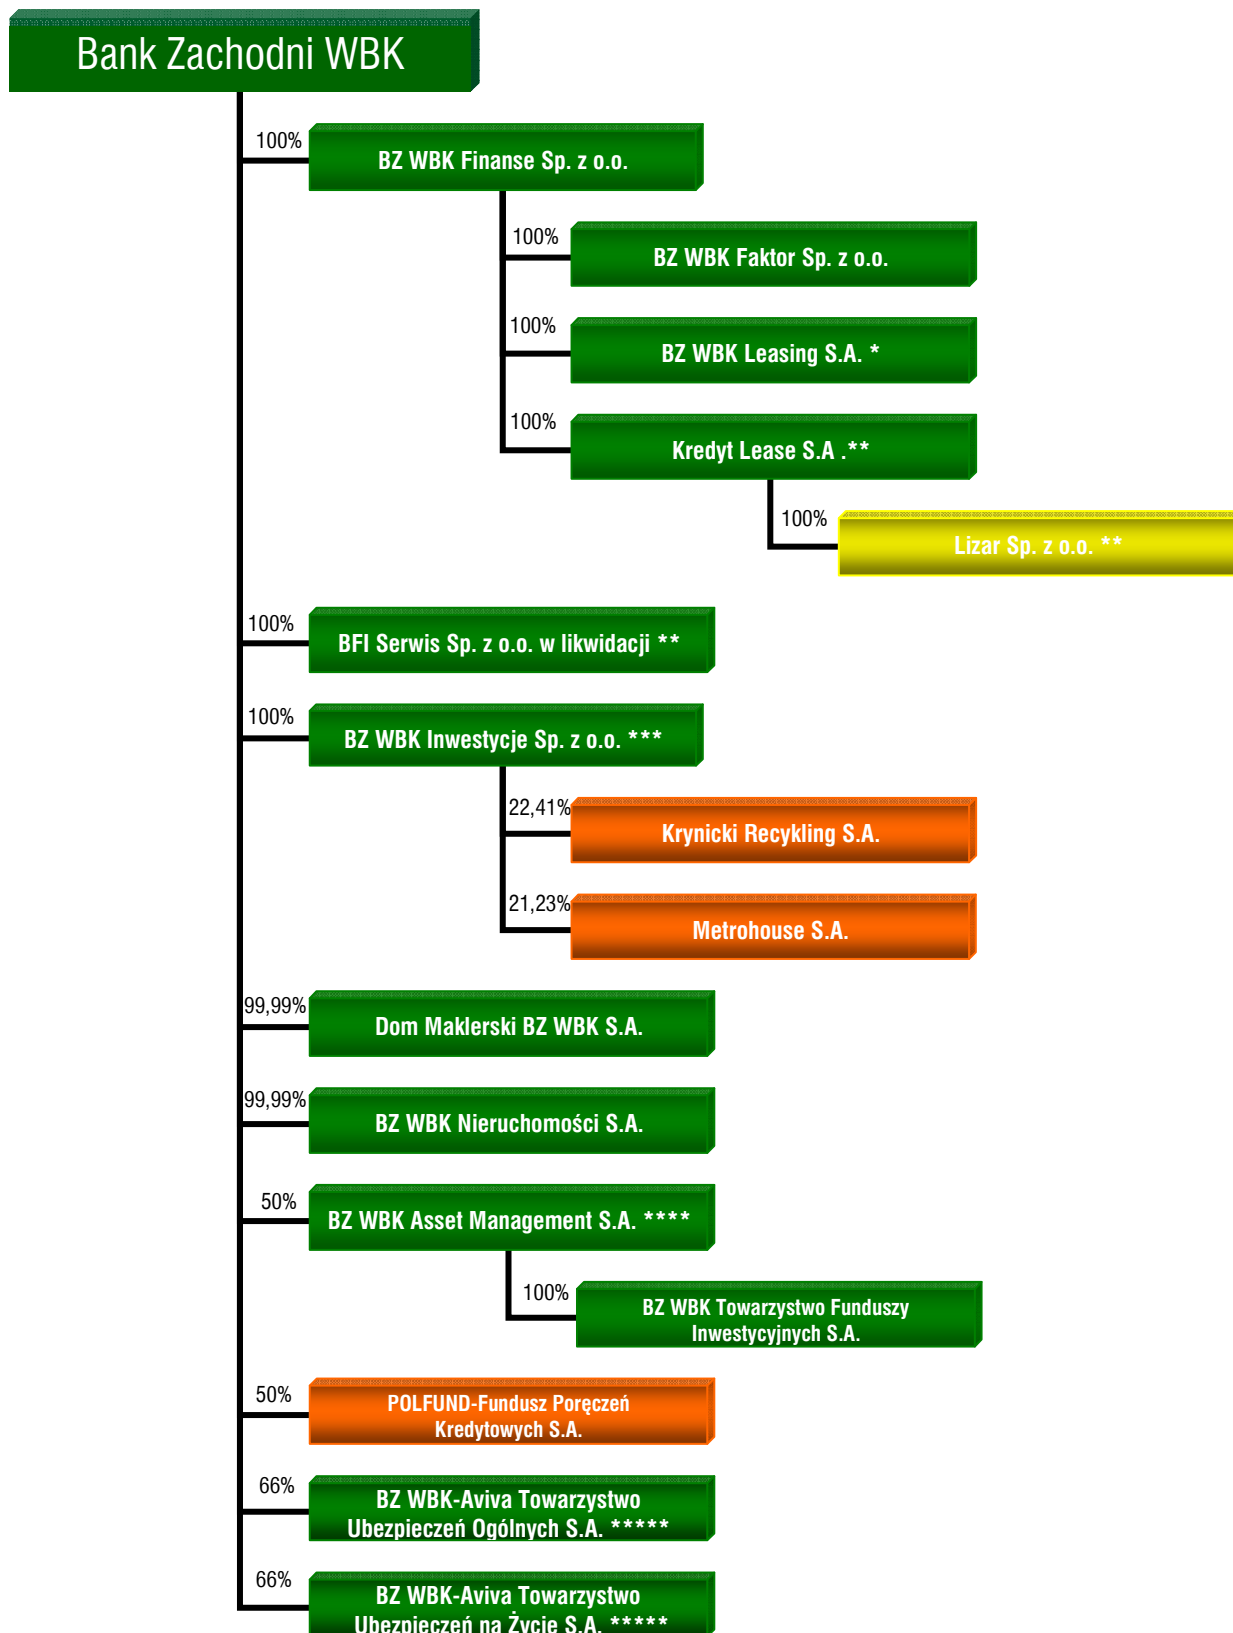 Bank Zachodni WBK
100%
BZ WBK Finanse Sp. z o.o.
100%
BZ WBK Faktor Sp. z o.o.
100%
BZ WBK Leasing S.A. *
100%
Kredyt Lease S.A .**
100%
Lizar Sp. z o.o. **
100%
BFI Serwis Sp. z o.o. w likwidacji **
100%
BZ WBK Inwestycje Sp. z o.o. ***
22,41%
Krynicki Recykling S.A.
21,23%
Metrohouse S.A.
99,99%
Dom Maklerski BZ WBK S.A.
99,99%
BZ WBK Nieruchomości S.A.
50%
BZ WBK Asset Management S.A. ****
100%
BZ WBK Towarzystwo Funduszy
Inwestycyjnych S.A.
50%
POLFUND-Fundusz Poręczeń
Kredytowych S.A.
66%
BZ WBK-Aviva Towarzystwo
Ubezpieczeń Ogólnych S.A. *****
66%
BZ WBK-Aviva Towarzystwo
Ubezpieczeń na Życie S.A. *****